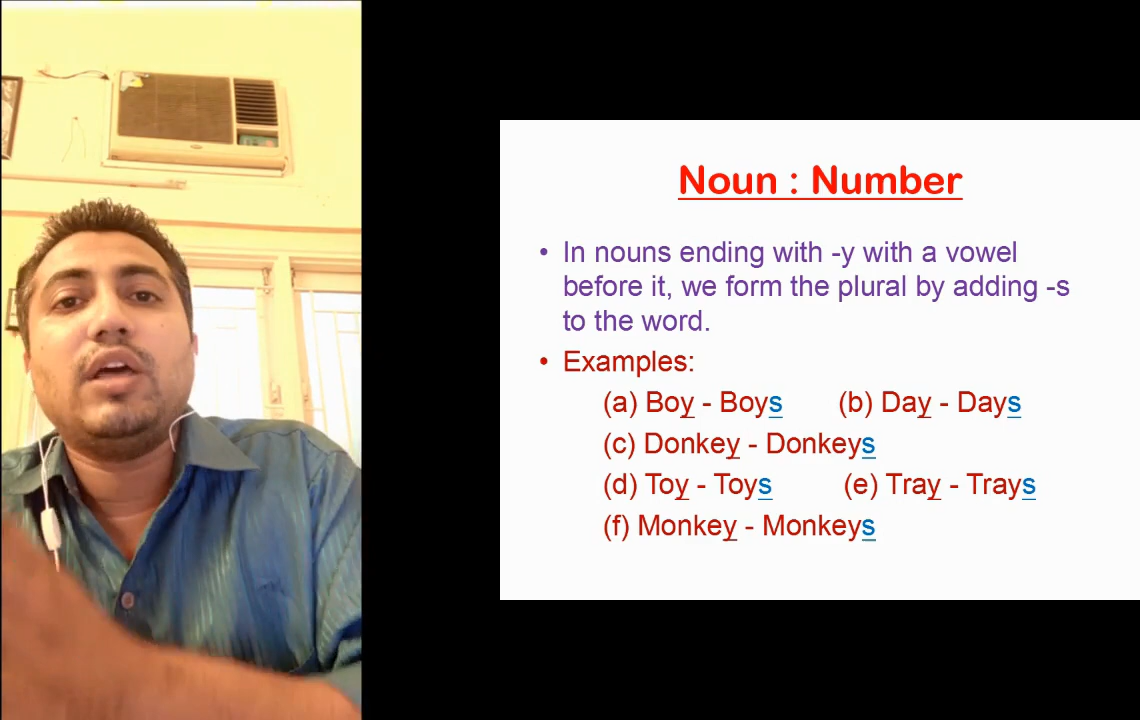 Noun : Number
• In nouns ending with -y with a vowel
before it, we form the plural by adding -s
to the word.
• Examples:
(a) Boy - Boys (b) Day - Days
(c) Donkey - Donkeys
(d) Toy - Toys (e) Tray - Trays
(f) Monkey - Monkeys